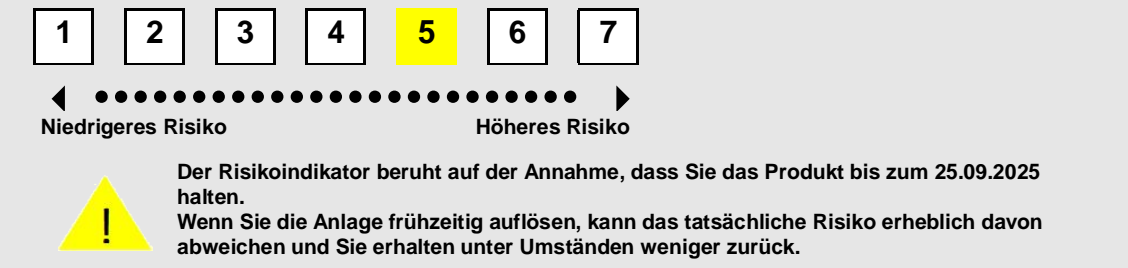 1 2 3 4 5 6 7
Niedrigeres Risiko Höheres Risiko
Der Risikoindikator beruht auf der Annahme, dass Sie das Produkt bis zum 25.09.2025
halten.
Wenn Sie die Anlage frühzeitig auflösen, kann das tatsächliche Risiko erheblich davon
abweichen und Sie erhalten unter Umständen weniger zurück.
!